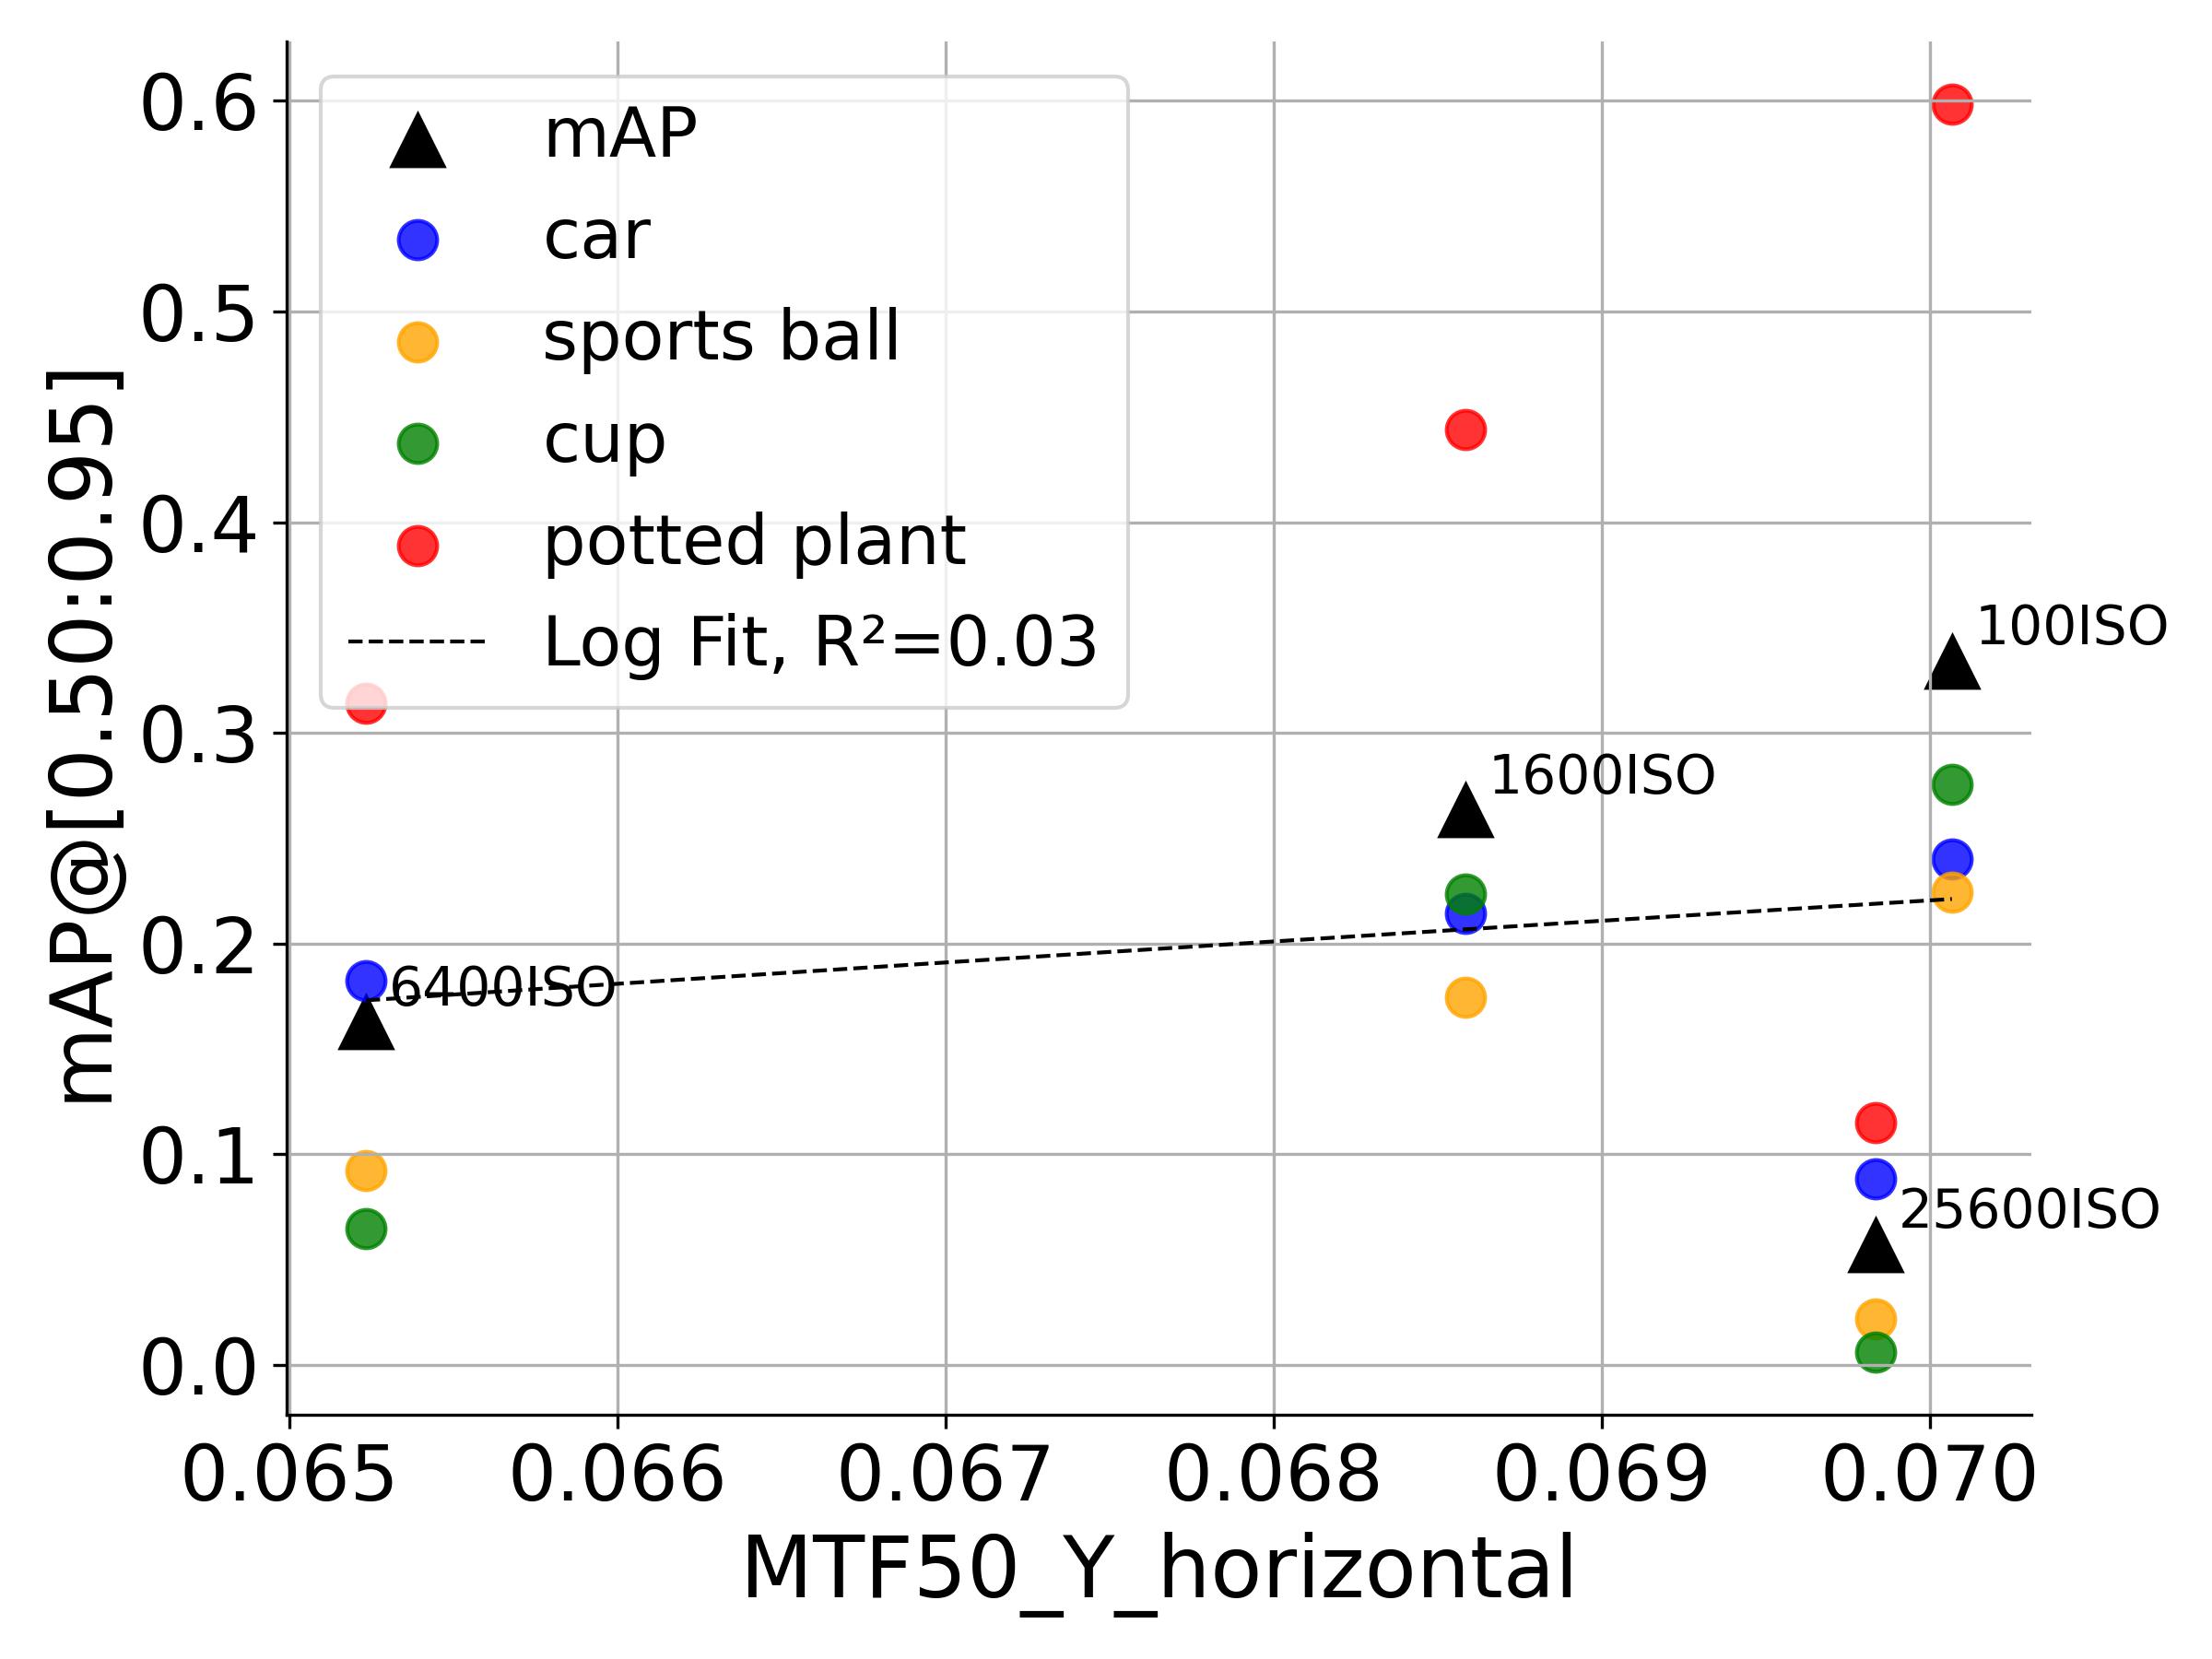 mAP
car
sports ball
cup
potted plant
Log Fit, R²=0.03
100ISO
1600ISO
6400ISO
25600ISO
mAP@[0.50:0.95]
0.6
0.5
0.4
0.3
0.2
0.1
0.0
0.065 0.066 0.067 0.068 0.069 0.070
MTF50_Y_horizontal